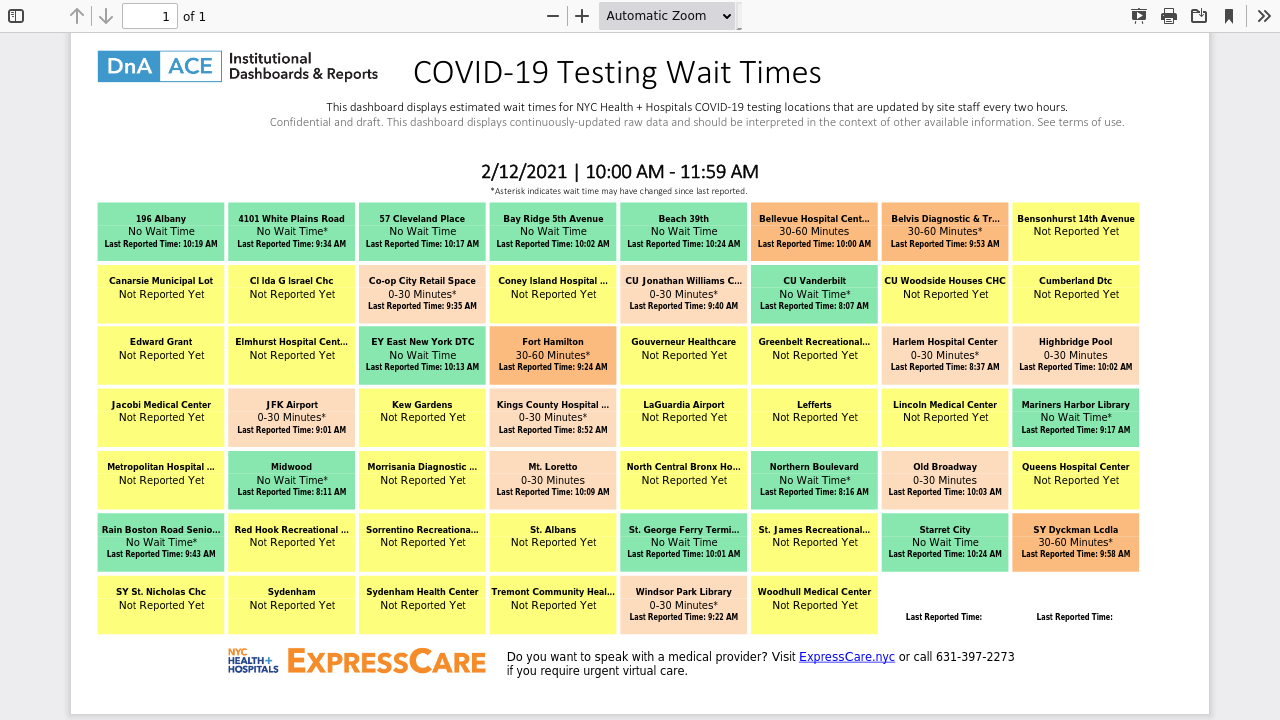 1 of 1
Automatic Zoom
DnA ACE Institutional Dashboards & Reports
COVID-19 Testing Wait Times
This dashboard displays estimated wait times for NYC Health + Hospitals COVID-19 testing locations that are updated by site staff every two hours.
Confidential and draft. This dashboard displays continuously-updated raw data and should be interpreted in the context of other available information. See terms of use.
2/12/2021 | 10:00 AM - 11:59 AM
*Asterisk indicates wait time may have changed since last reported.
196 Albany
No Wait Time
Last Reported Time: 10:19 AM
4101 White Plains Road
No Wait Time*
Last Reported Time: 9:34 AM
57 Cleveland Place
No Wait Time
Last Reported Time: 10:17 AM
Bay Ridge 5th Avenue
No Wait Time
Last Reported Time: 10:02 AM
Beach 39th
No Wait Time
Last Reported Time: 10:24 AM
Bellevue Hospital Cent...
30-60 Minutes
Last Reported Time: 10:00 AM
Belvis Diagnostic & Tr...
30-60 Minutes*
Last Reported Time: 9:53 AM
Bensonhurst 14th Avenue
Not Reported Yet
Canarsie Municipal Lot
Not Reported Yet
Cl Ida G Israel Chc
Not Reported Yet
Co-op City Retail Space
0-30 Minutes*
Last Reported Time: 9:35 AM
Coney Island Hospital ...
Not Reported Yet
CU Jonathan Williams C...
0-30 Minutes*
Last Reported Time: 9:40 AM
CU Vanderbilt
No Wait Time*
Last Reported Time: 8:07 AM
CU Woodside Houses CHC
Not Reported Yet
Cumberland Dtc
Not Reported Yet
Edward Grant
Not Reported Yet
Elmhurst Hospital Cent...
Not Reported Yet
EY East New York DTC
No Wait Time
Last Reported Time: 10:13 AM
Fort Hamilton
30-60 Minutes*
Last Reported Time: 9:24 AM
Gouverneur Healthcare
Not Reported Yet
Greenbelt Recreational...
Not Reported Yet
Harlem Hospital Center
0-30 Minutes*
Last Reported Time: 8:37 AM
Highbridge Pool
0-30 Minutes
Last Reported Time: 10:02 AM
Jacobi Medical Center
Not Reported Yet
JFK Airport
0-30 Minutes*
Last Reported Time: 9:01 AM
Kew Gardens
Not Reported Yet
Kings County Hospital ...
0-30 Minutes*
Last Reported Time: 8:52 AM
LaGuardia Airport
Not Reported Yet
Lefferts
Not Reported Yet
Lincoln Medical Center
Not Reported Yet
Mariners Harbor Library
No Wait Time*
Last Reported Time: 9:17 AM
Metropolitan Hospital ...
Not Reported Yet
Midwood
No Wait Time*
Last Reported Time: 8:11 AM
Morrisania Diagnostic ...
Not Reported Yet
Mt. Loretto
0-30 Minutes
Last Reported Time: 10:09 AM
North Central Bronx Ho...
Not Reported Yet
Northern Boulevard
No Wait Time*
Last Reported Time: 8:16 AM
Old Broadway
0-30 Minutes
Last Reported Time: 10:03 AM
Queens Hospital Center
Not Reported Yet
Rain Boston Road Senio...
No Wait Time*
Last Reported Time: 9:43 AM
Red Hook Recreational ...
Not Reported Yet
Sorrentino Recreationa...
Not Reported Yet
St. Albans
Not Reported Yet
St. George Ferry Termi...
No Wait Time
Last Reported Time: 10:01 AM
St. James Recreational...
Not Reported Yet
Starret City
No Wait Time
Last Reported Time: 10:24 AM
SY Dyckman Lcdla
30-60 Minutes*
Last Reported Time: 9:58 AM
SY St. Nicholas Chc
Not Reported Yet
Sydenham
Not Reported Yet
Sydenham Health Center
Not Reported Yet
Tremont Community Heal...
Not Reported Yet
Windsor Park Library
0-30 Minutes*
Last Reported Time: 9:22 AM
Woodhull Medical Center
Not Reported Yet
Last Reported Time:
Last Reported Time:
NYC HEALTH+ HOSPITALS
EXPRESSCARE
Do you want to speak with a medical provider? Visit ExpressCare.nyc or call 631-397-2273
if you require urgent virtual care.